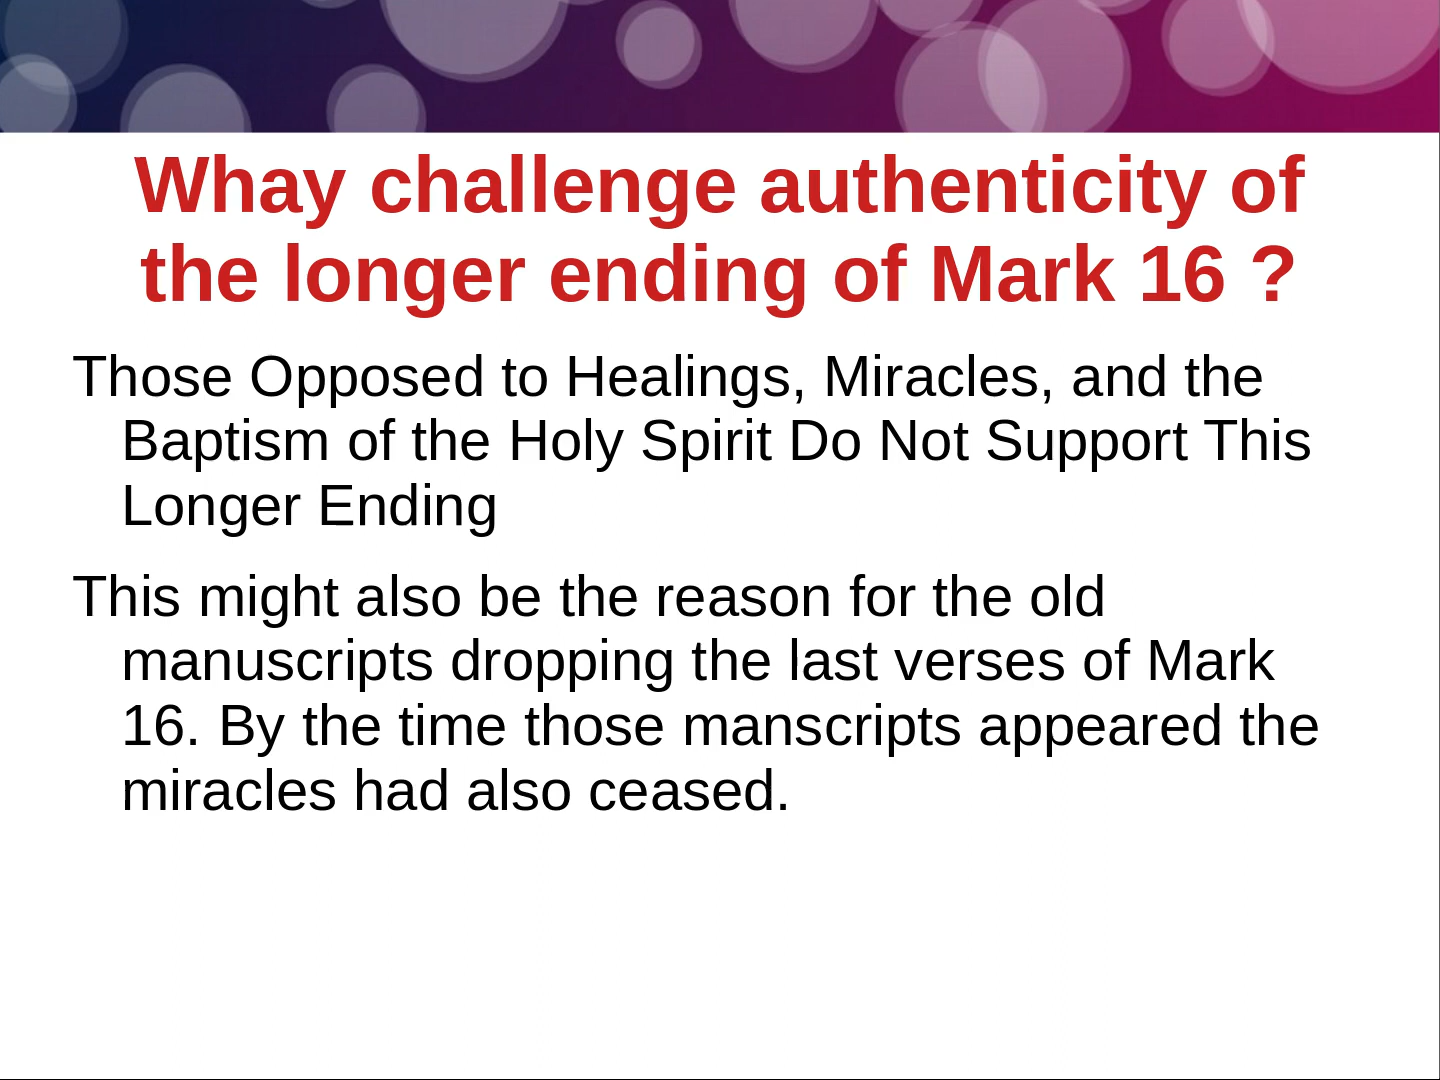 Whay challenge authenticity of
the longer ending of Mark 16 ?
Those Opposed to Healings, Miracles, and the
Baptism of the Holy Spirit Do Not Support This
Longer Ending
This might also be the reason for the old
manuscripts dropping the last verses of Mark
16. By the time those manscripts appeared the
miracles had also ceased.